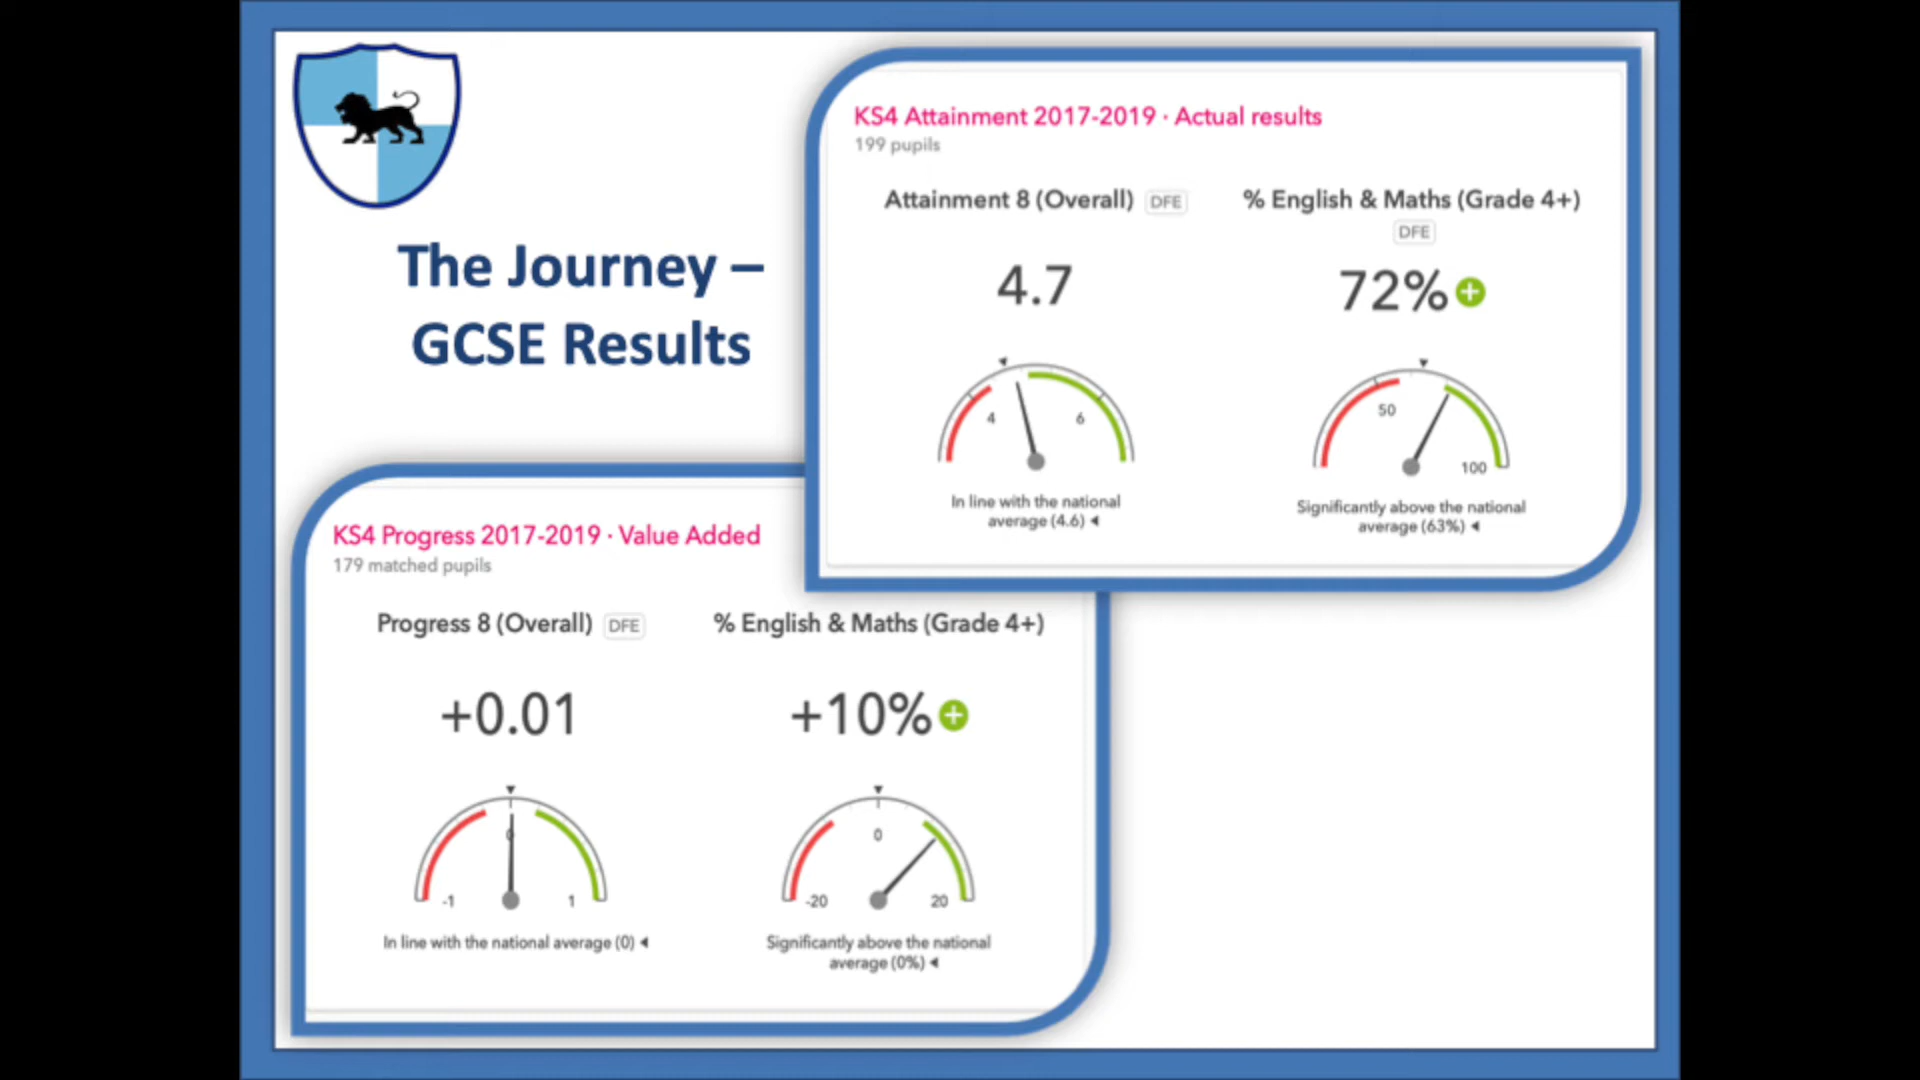 The Journey –
GCSE Results
KS4 Attainment 2017-2019 · Actual results
199 pupils
Attainment 8 (Overall) DFE
4.7
4
6
In line with the national
average (4.6)
% English & Maths (Grade 4+)
DFE
72%
50
100
Significantly above the national
average (63%)
KS4 Progress 2017-2019 · Value Added
179 matched pupils
Progress 8 (Overall) DFE
+0.01
0
-1
1
In line with the national average (0)
% English & Maths (Grade 4+)
+10%
0
-20
20
Significantly above the national
average (0%)